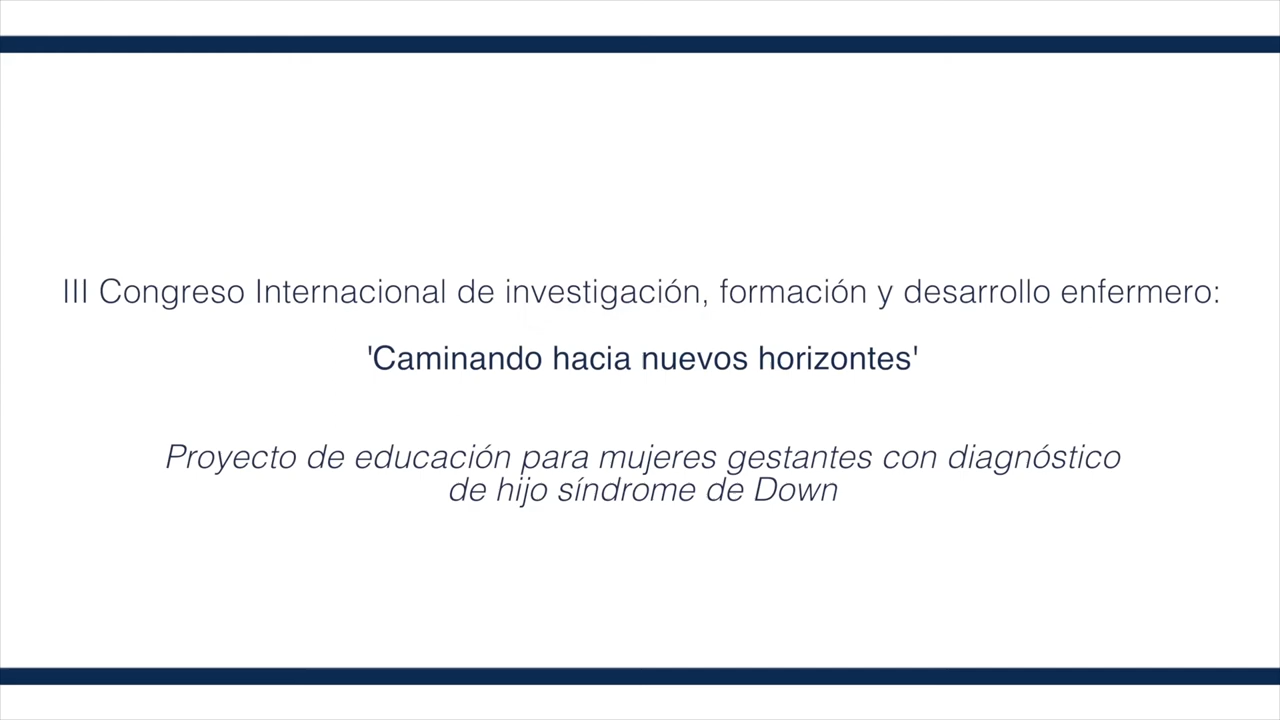 III Congreso Internacional de investigación, formación y desarrollo enfermero:
'Caminando hacia nuevos horizontes'
Proyecto de educación para mujeres gestantes con diagnóstico
de hijo síndrome de Down